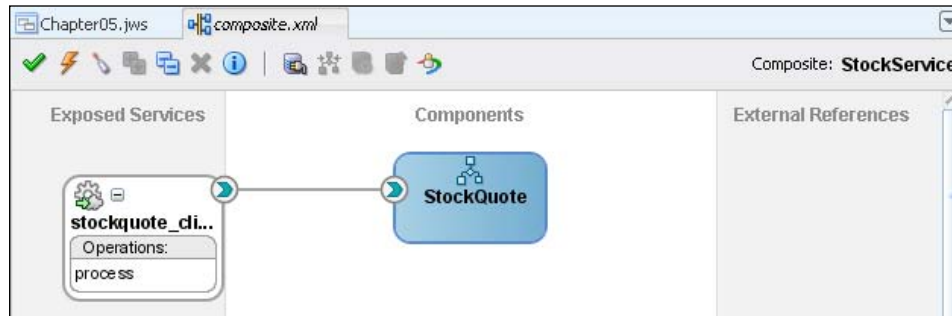 Chapter05.jws
composite.xml
Composite: StockService
Exposed Services
Components
External References
StockQuote
stockquote_cli...
Operations:
process